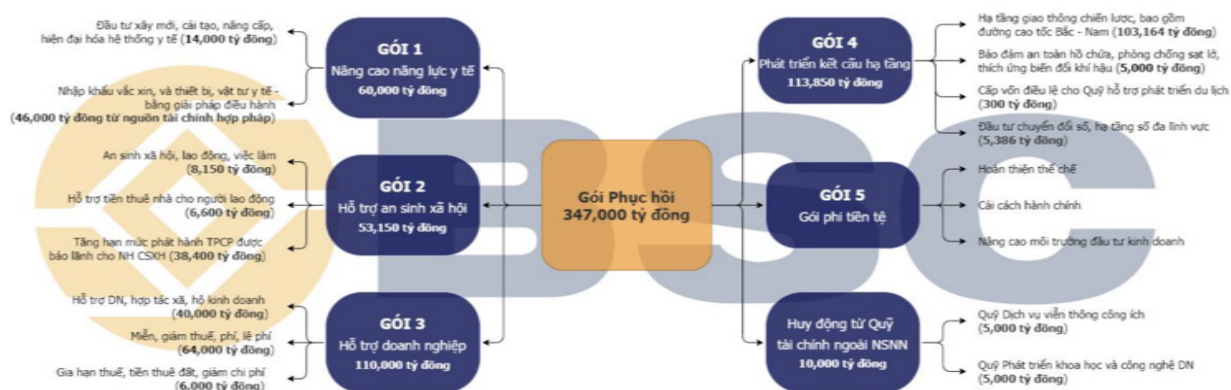 Đầu tư xây mới, cải tạo, nâng cấp,
hiện đại hóa hệ thống y tế (14,000 tỷ đồng)
Nhập khẩu vắc xin, và thiết bị, vật tư y tế -
bằng giải pháp điều hành
(46,000 tỷ đồng từ nguồn tài chính hợp pháp)
GÓI 1
Nâng cao năng lực y tế
60,000 tỷ đồng
An sinh xã hội, lao động, việc làm
(8,150 tỷ đồng)
Hỗ trợ tiền thuê nhà cho người lao động
(6,600 tỷ đồng)
Tăng hạn mức phát hành TPCP được
bảo lãnh cho NH CSXH (38,400 tỷ đồng)
GÓI 2
Hỗ trợ an sinh xã hội
53,150 tỷ đồng
Hỗ trợ DN, hợp tác xã, hộ kinh doanh
(40,000 tỷ đồng)
Miễn, giảm thuế, phí, lệ phí
(64,000 tỷ đồng)
Gia hạn thuế, tiền thuê đất, giảm chi phí
(6,000 tỷ đồng)
GÓI 3
Hỗ trợ doanh nghiệp
110,000 tỷ đồng
Gói Phục hồi
347,000 tỷ đồng
GÓI 4
Phát triển kết cấu hạ tầng
113,850 tỷ đồng
Hạ tầng giao thông chiến lược, bao gồm
đường cao tốc Bắc - Nam (103,164 tỷ đồng)
Bảo đảm an toàn hồ chứa, phòng chống sạt lở,
thích ứng biến đổi khí hậu (5,000 tỷ đồng)
Cấp vốn điều lệ cho Quỹ hỗ trợ phát triển du lịch
(300 tỷ đồng)
Đầu tư chuyển đổi số, hạ tầng số đa lĩnh vực
(5,386 tỷ đồng)
GÓI 5
Gói phi tiền tệ
Hoàn thiện thể chế
Cải cách hành chính
Nâng cao môi trường đầu tư kinh doanh
Huy động từ Quỹ
tài chính ngoài NSNN
10,000 tỷ đồng
Quỹ Dịch vụ viễn thông công ích
(5,000 tỷ đồng)
Quỹ Phát triển khoa học và công nghệ DN
(5,000 tỷ đồng)
BSC